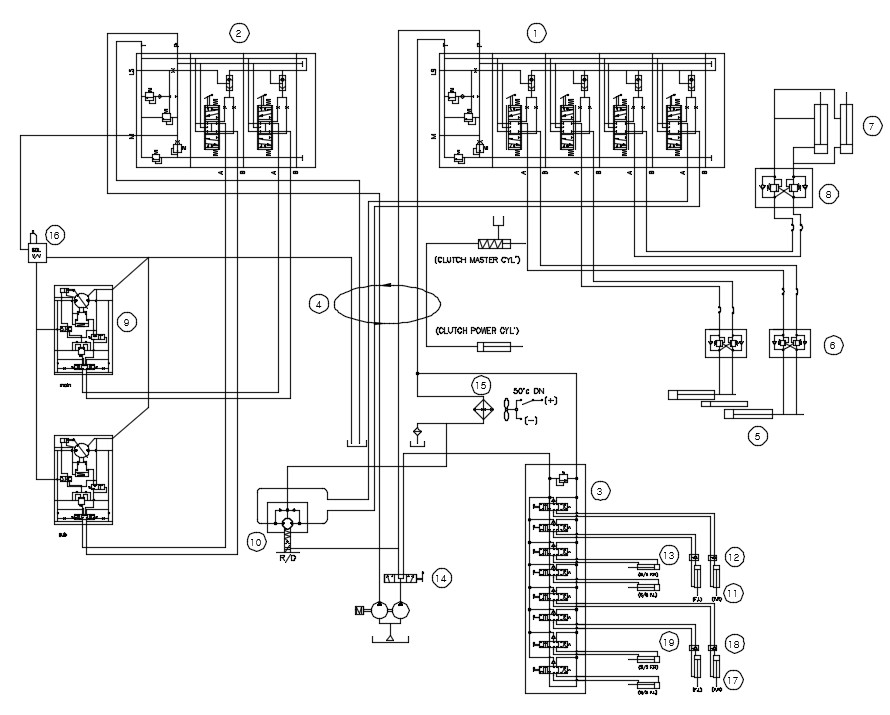 2
1
T
P
T
P
LS
LS
7
M
M
8
A
B
A
B
A
B
A
B
A
B
A
B
16
SOL
V/V
(CLUTCH MASTER CYL')
4
9
(CLUTCH POWER CYL')
6
main
15
50°c ON
(+)
(-)
5
3
10
R/D
sub
13
12
14
11
M
19
18
17